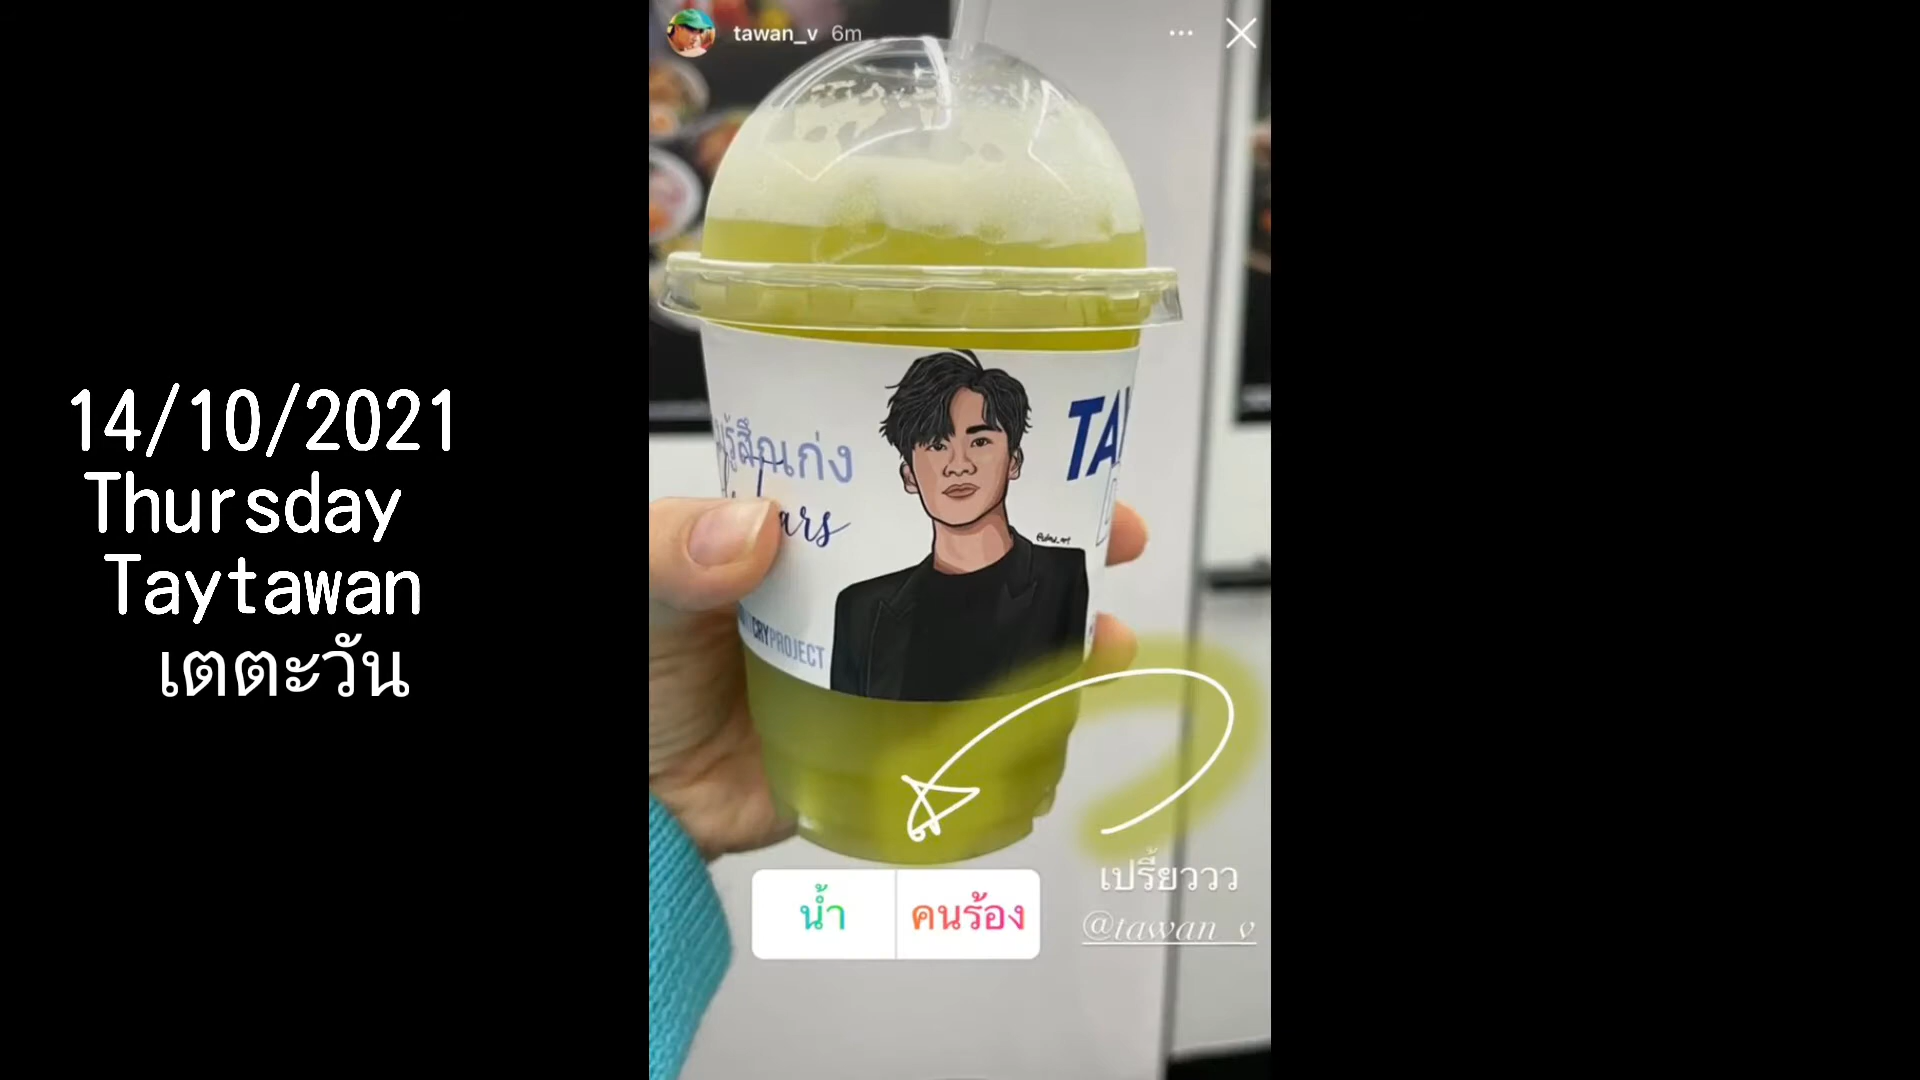 14/10/2021
Thursday
Taytawan
เตตะวัน
tawan_v 6m
รู้สึกเก่ง
TAY
CRYPROJECT
น้ำ
คนร้อง
เปรี้ยววว
@tawan_v